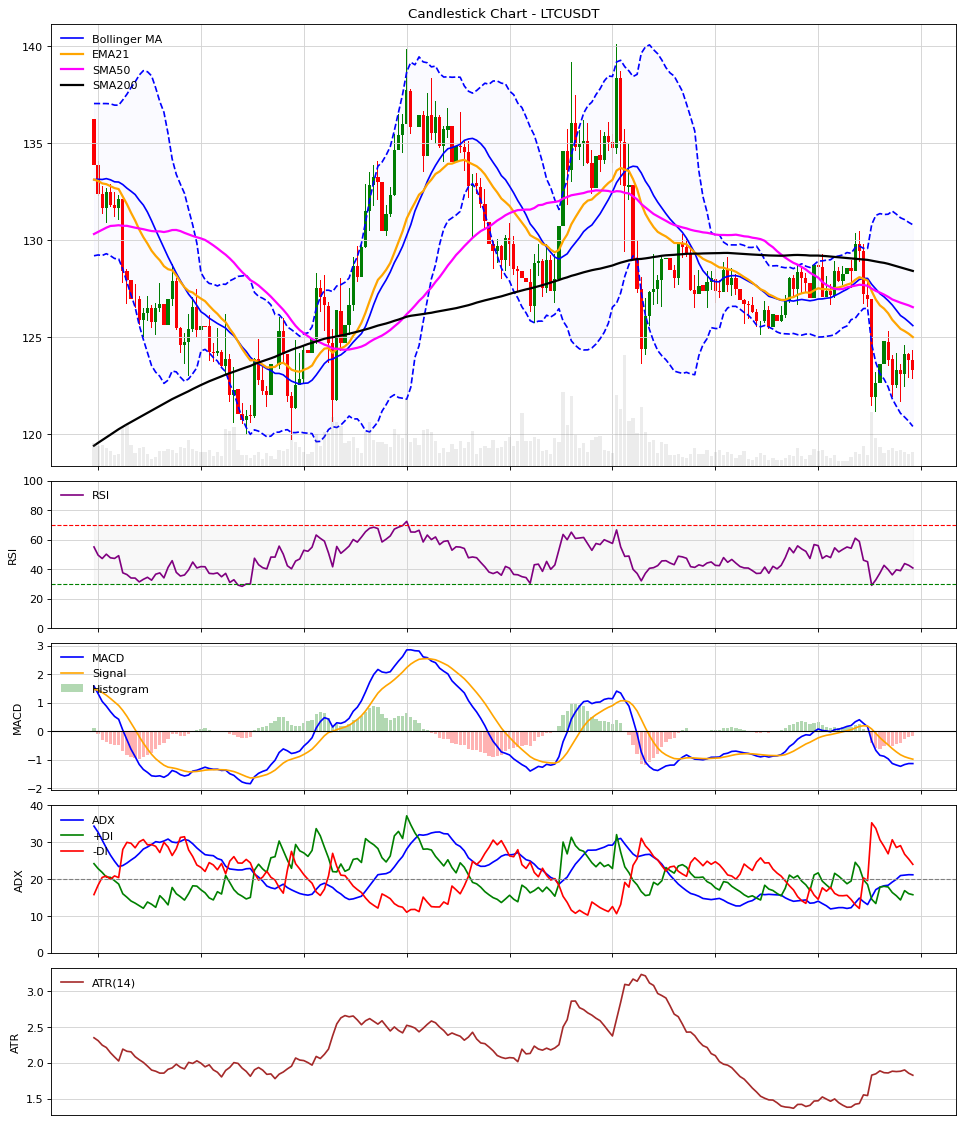 Candlestick Chart - LTCUSDT
Bollinger MA
EMA21
SMA50
SMA200
140
135
130
125
120
RSI
100
80
60
40
20
0
RSI
MACD
Signal
Histogram
3
2
1
0
−1
−2
MACD
ADX
+DI
-DI
40
30
20
10
0
ADX
ATR(14)
3.0
2.5
2.0
1.5
ATR